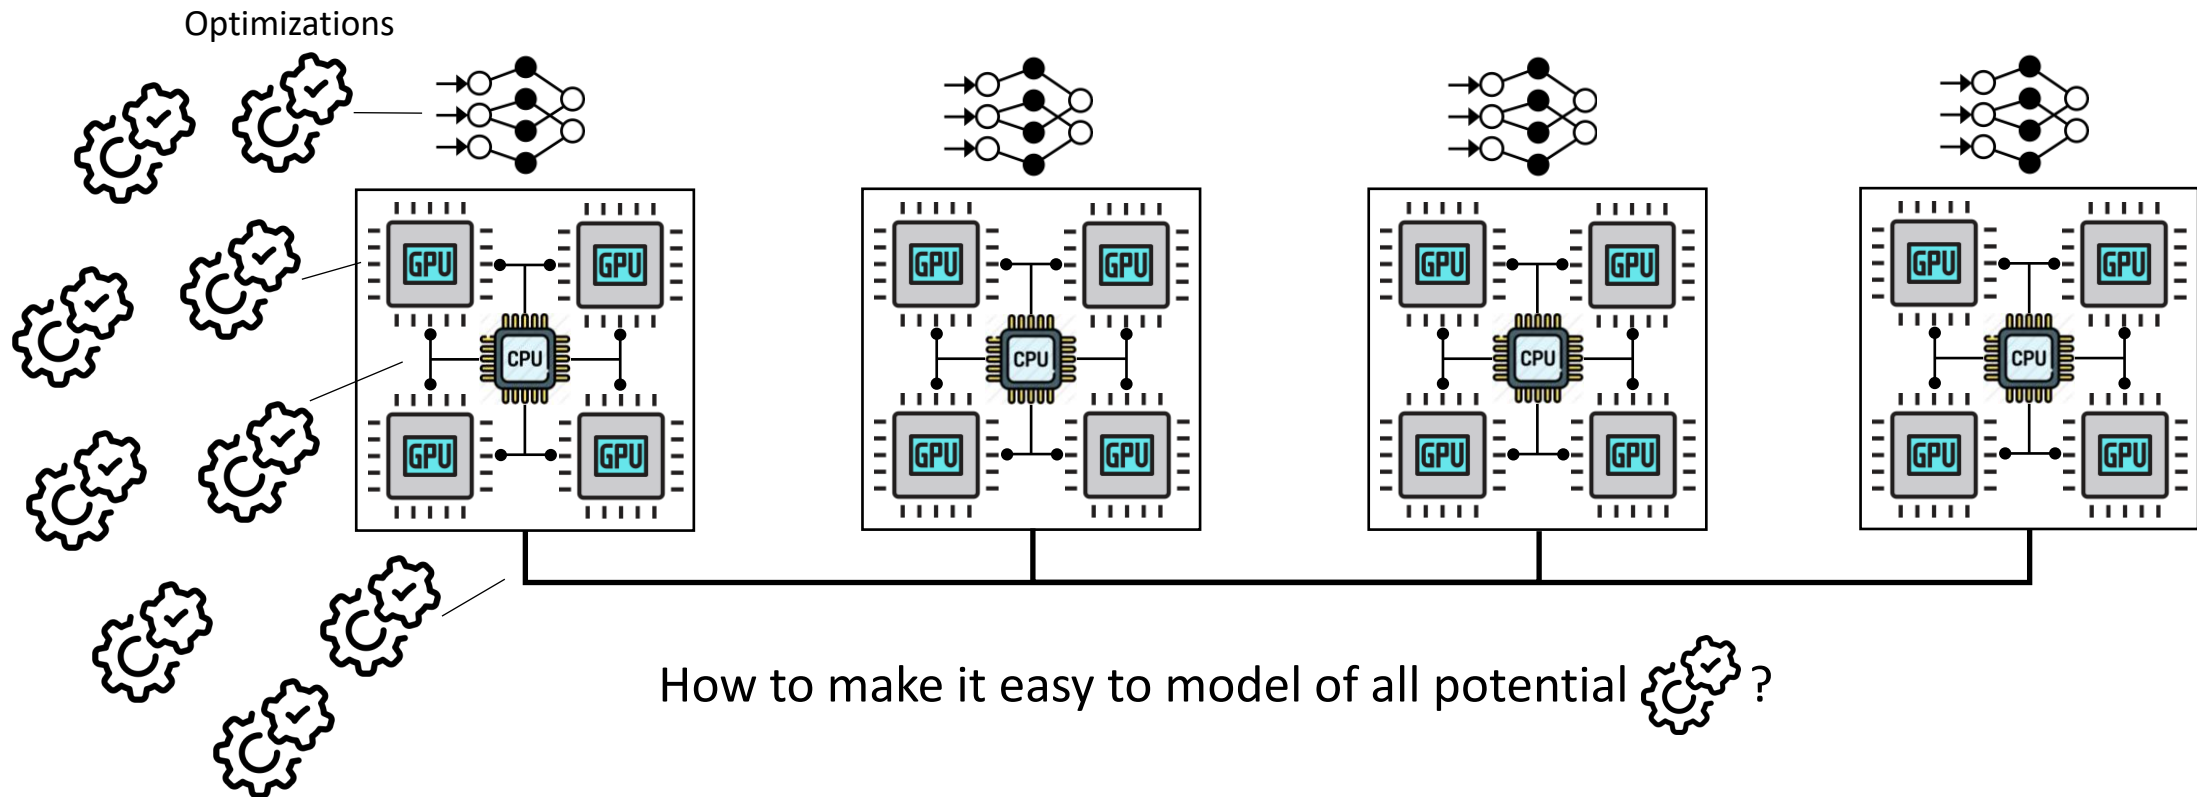 Optimizations
GPU GPU GPU GPU GPU GPU GPU GPU
CPU CPU CPU CPU
GPU GPU GPU GPU GPU GPU GPU GPU
How to make it easy to model of all potential ?